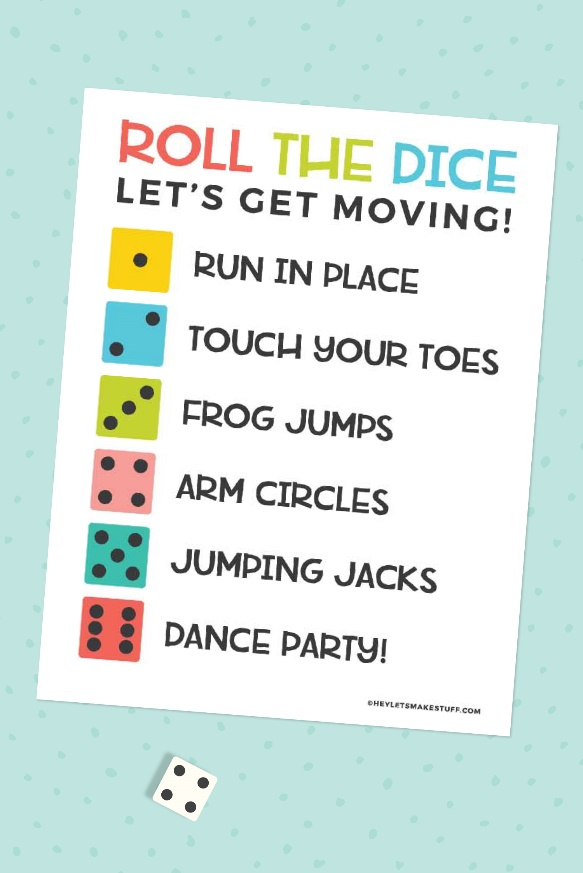 ROLL THE DICE
LET'S GET MOVING!
RUN IN PLACE
TOUCH YOUR TOES
FROG JUMPS
ARM CIRCLES
JUMPING JACKS
DANCE PARTY!
©HEYLETSMAKESTUFF.COM